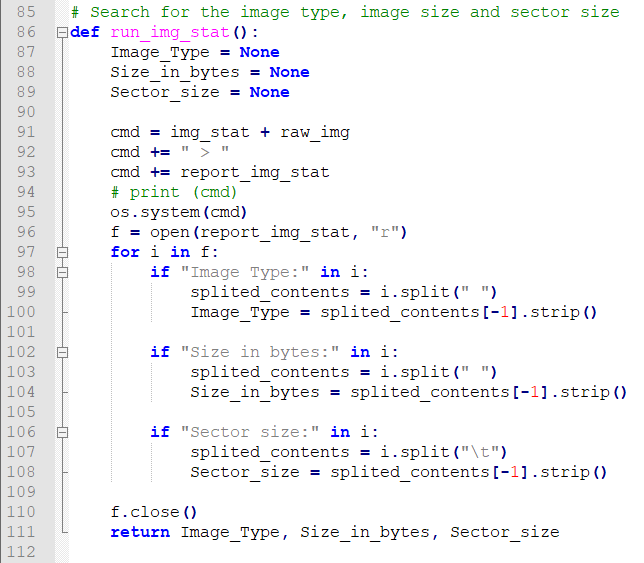 85 # Search for the image type, image size and sector size
86 def run_img_stat():
87     Image_Type = None
88     Size_in_bytes = None
89     Sector_size = None
90
91     cmd = img_stat + raw_img
92     cmd += " > "
93     cmd += report_img_stat
94     # print (cmd)
95     os.system(cmd)
96     f = open(report_img_stat, "r")
97     for i in f:
98         if "Image Type:" in i:
99             splited_contents = i.split(" ")
100             Image_Type = splited_contents[-1].strip()
101
102         if "Size in bytes:" in i:
103             splited_contents = i.split(" ")
104             Size_in_bytes = splited_contents[-1].strip()
105
106         if "Sector size:" in i:
107             splited_contents = i.split("\t")
108             Sector_size = splited_contents[-1].strip()
109
110     f.close()
111     return Image_Type, Size_in_bytes, Sector_size
112